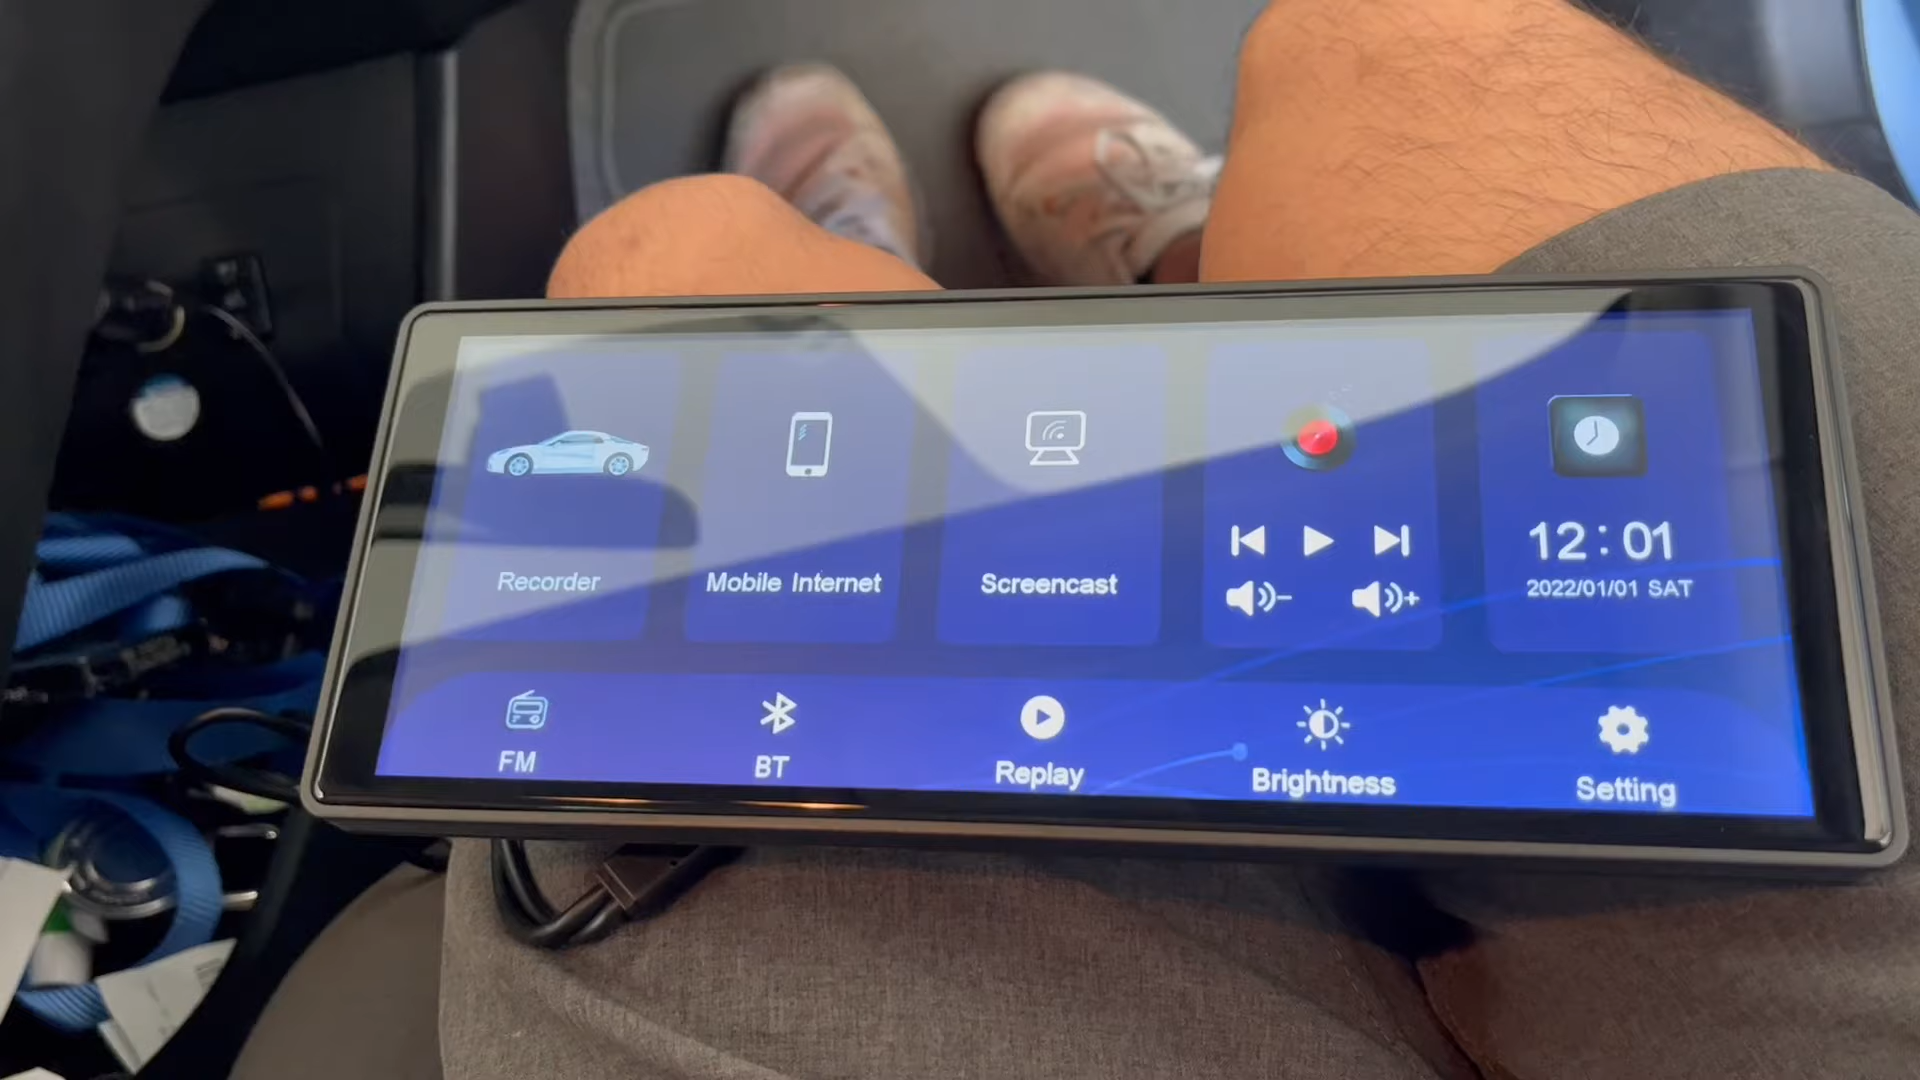 Recorder
Mobile Internet
Screencast
12:01
2022/01/01 SAT
FM
BT
Replay
Brightness
Setting